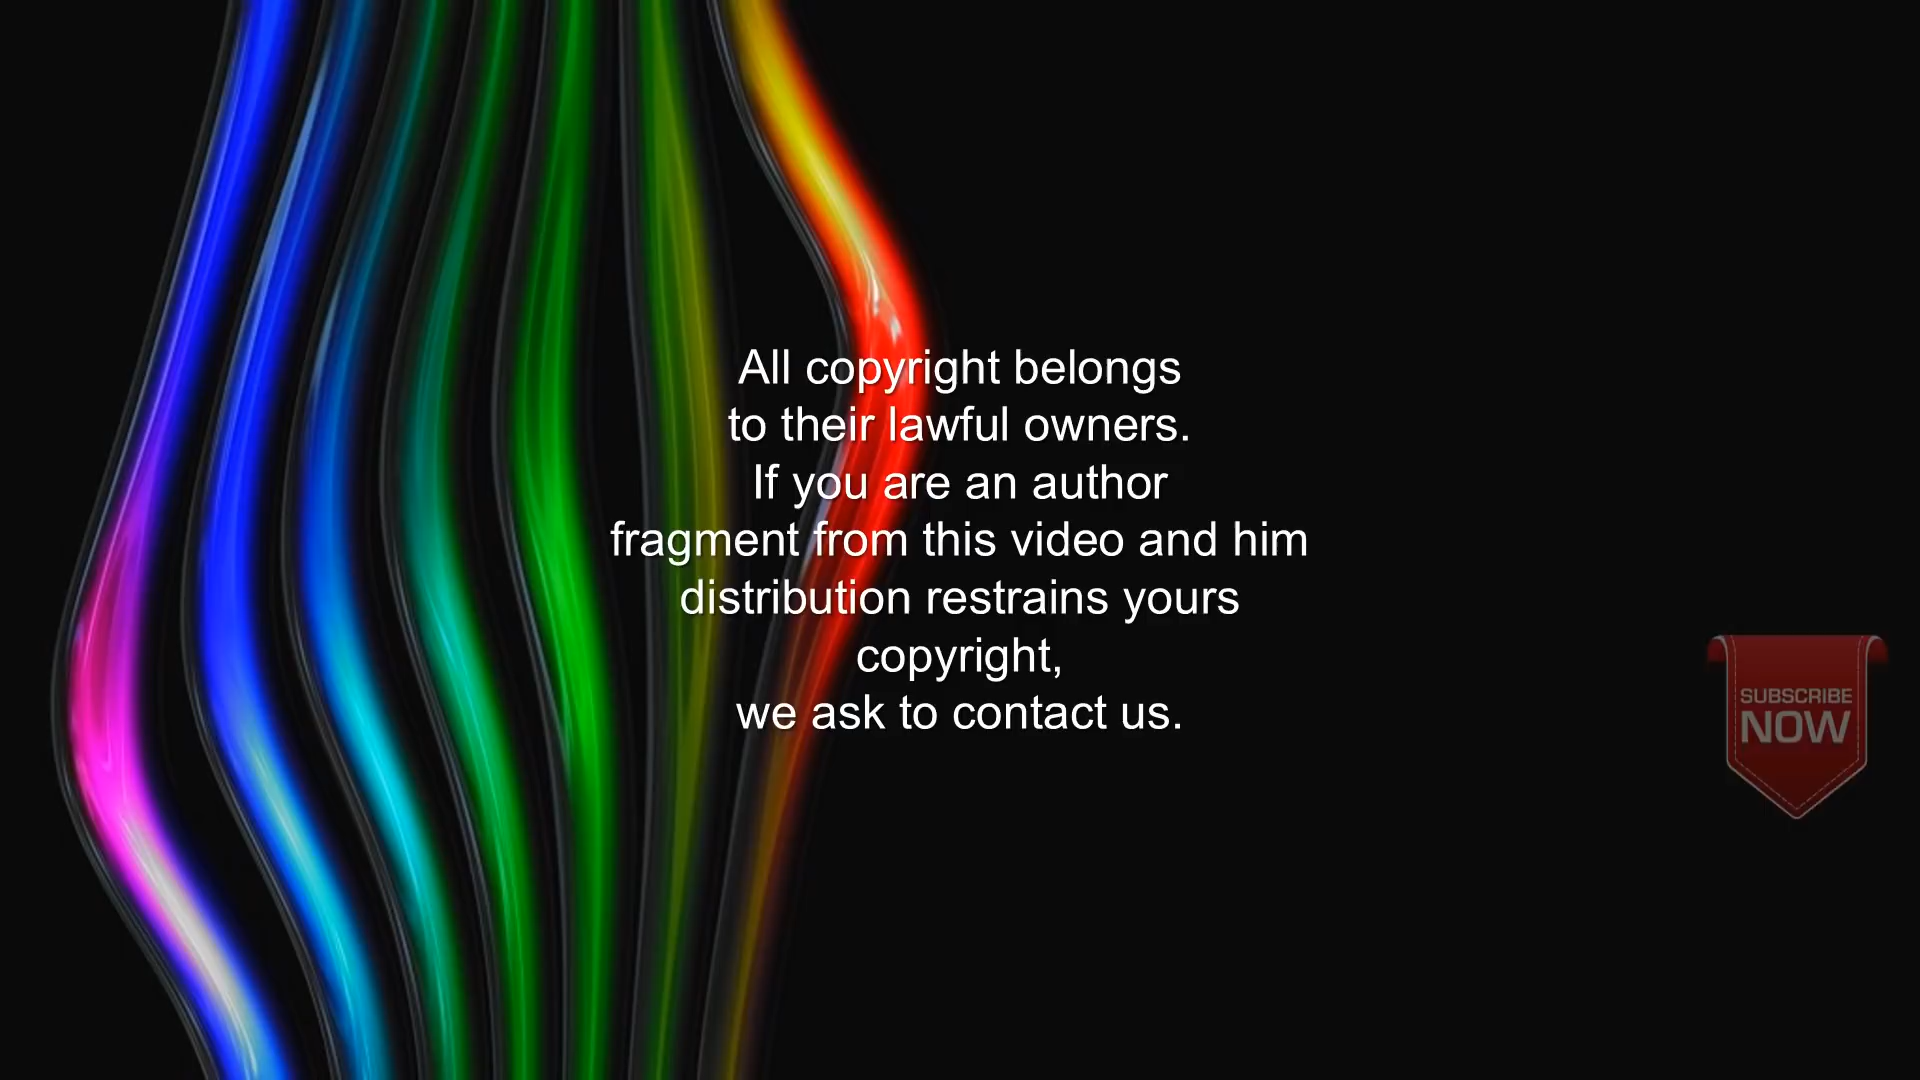 All copyright belongs
to their lawful owners.
If you are an author
fragment from this video and him
distribution restrains yours
copyright,
we ask to contact us.
SUBSCRIBE
NOW